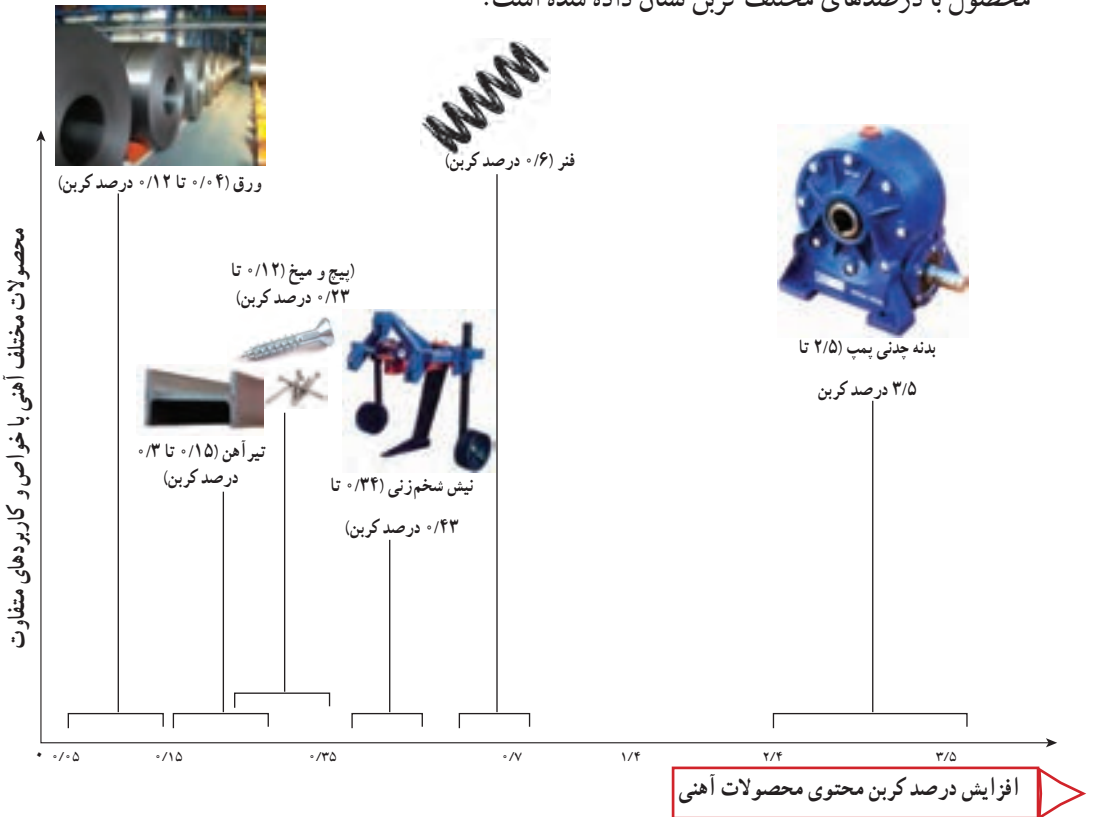 محصول با درصدهای مختلف کربن نشان داده شده است.
ورق (۰/۰۴ تا ۰/۱۲ درصد کربن)
فنر (۰/۶ درصد کربن)
(پیچ و میخ (۰/۱۲ تا
۰/۲۳ درصد کربن)
تیرآهن (۰/۱۵ تا ۰/۳
درصد کربن)
نیش شخم‌زنی (۰/۳۴ تا
۰/۴۳ درصد کربن)
بدنه چدنی پمپ (۲/۵ تا
۳/۵ درصد کربن
محصولات مختلف آهنی با خواص و کاربردهای متفاوت
۰ ۰/۰۵ ۰/۱۵ ۰/۳۵ ۰/۷ ۱/۴ ۲/۴ ۳/۵
افزایش درصد کربن محتوی محصولات آهنی